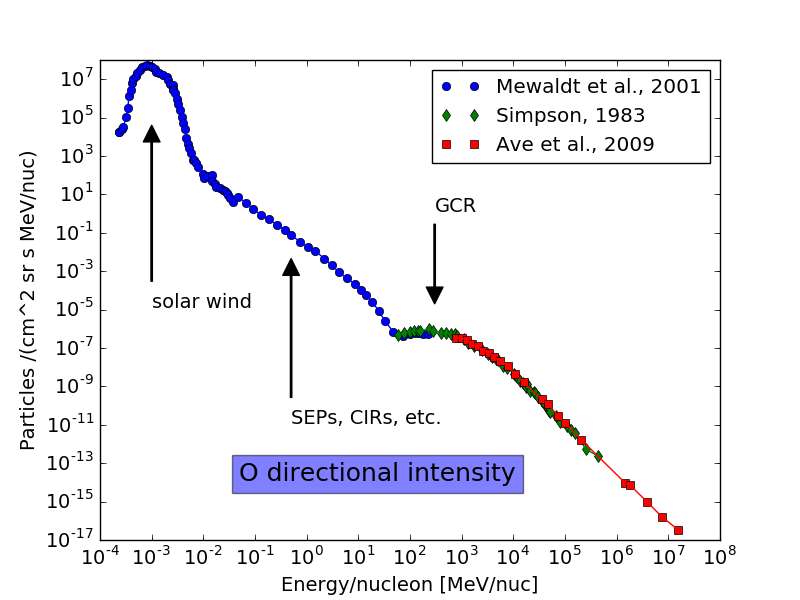 Mewaldt et al., 2001
Simpson, 1983
Ave et al., 2009
GCR
solar wind
SEPs, CIRs, etc.
O directional intensity
Particles /(cm^2 sr s MeV/nuc)
10^7
10^5
10^3
10^1
10^-1
10^-3
10^-5
10^-7
10^-9
10^-11
10^-13
10^-15
10^-17
10^-4 10^-3 10^-2 10^-1 10^0 10^1 10^2 10^3 10^4 10^5 10^6 10^7 10^8
Energy/nucleon [MeV/nuc]